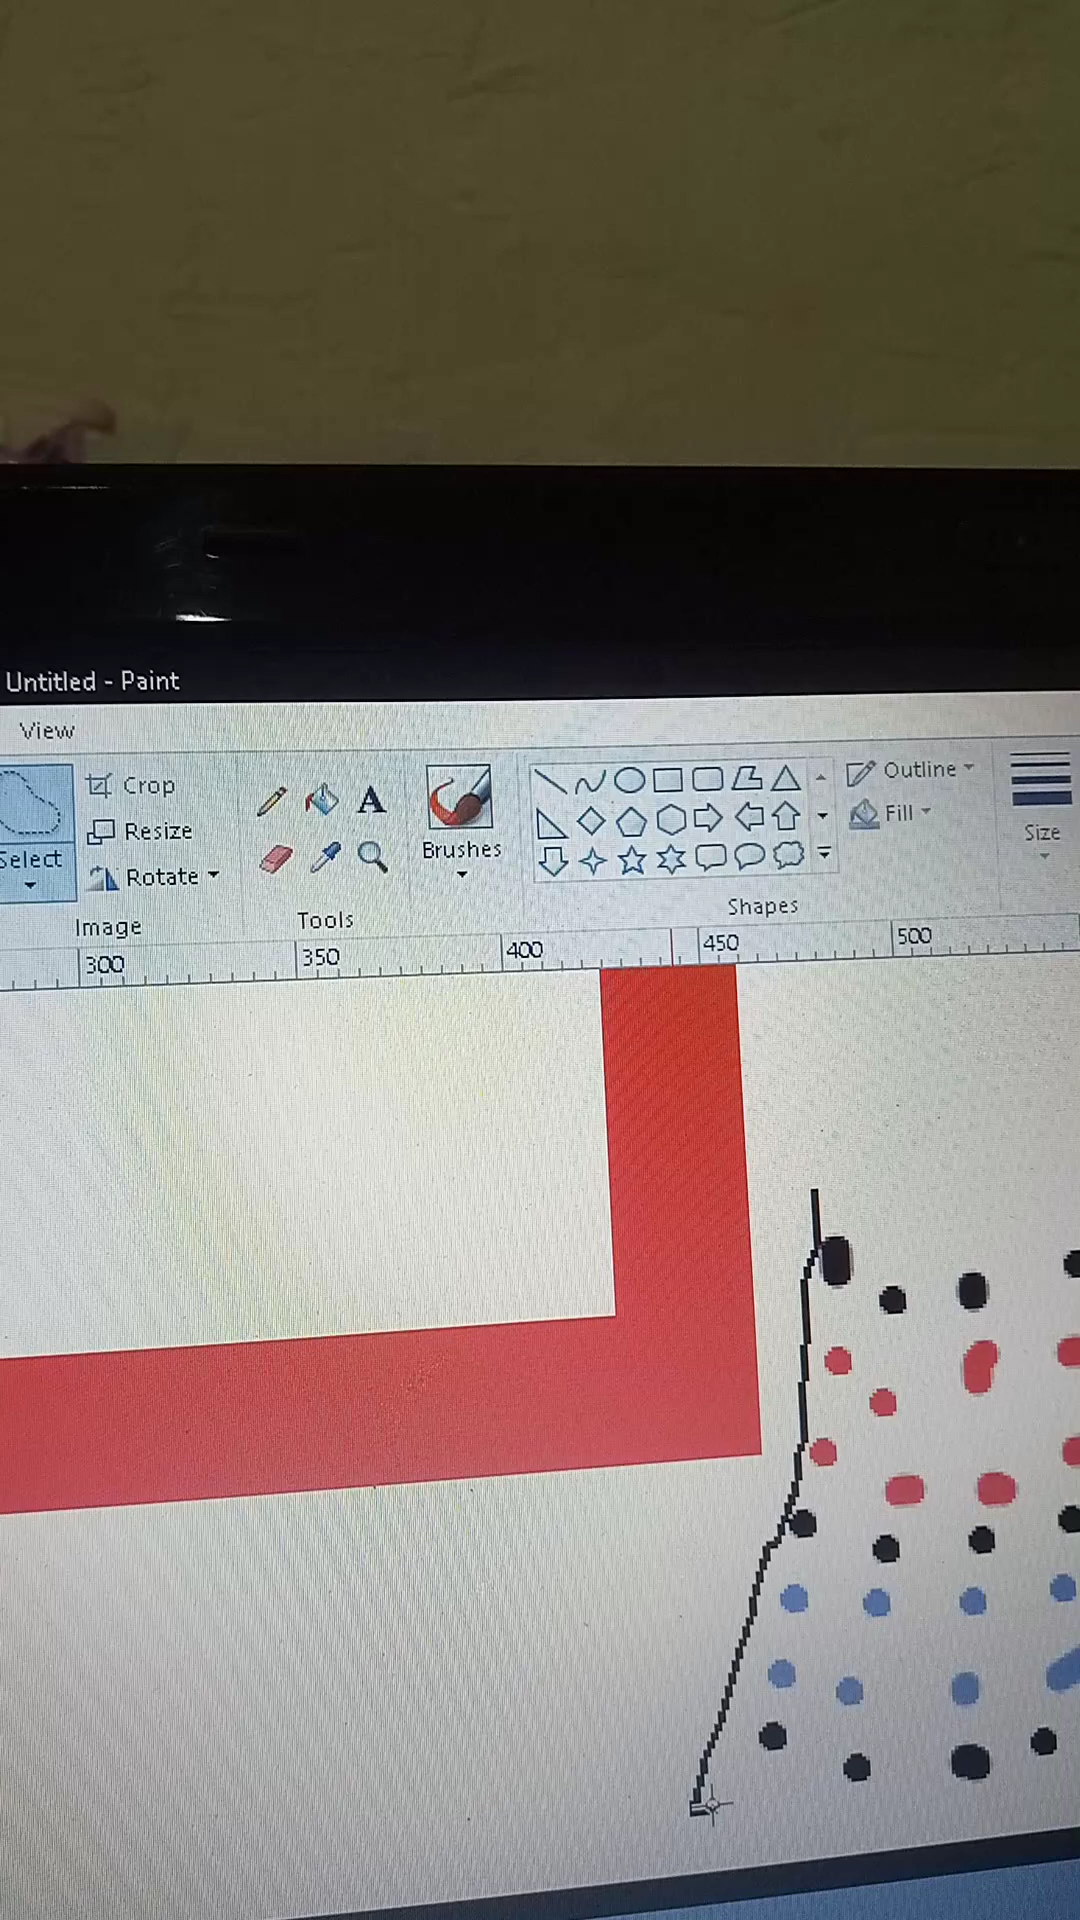 Untitled - Paint
View
Crop
Resize
Rotate
Select
Image
A
Tools
Brushes
Shapes
Outline
Fill
Size
300 350 400 450 500